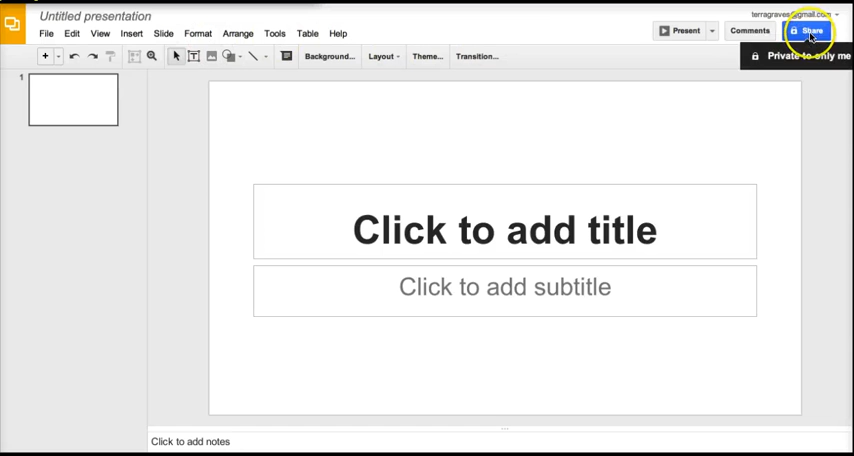 Untitled presentation
terragraves@gmail.com
File Edit View Insert Slide Format Arrange Tools Table Help
Present Comments Share
Background... Layout Theme... Transition...
Private to only me
1
Click to add title
Click to add subtitle
Click to add notes